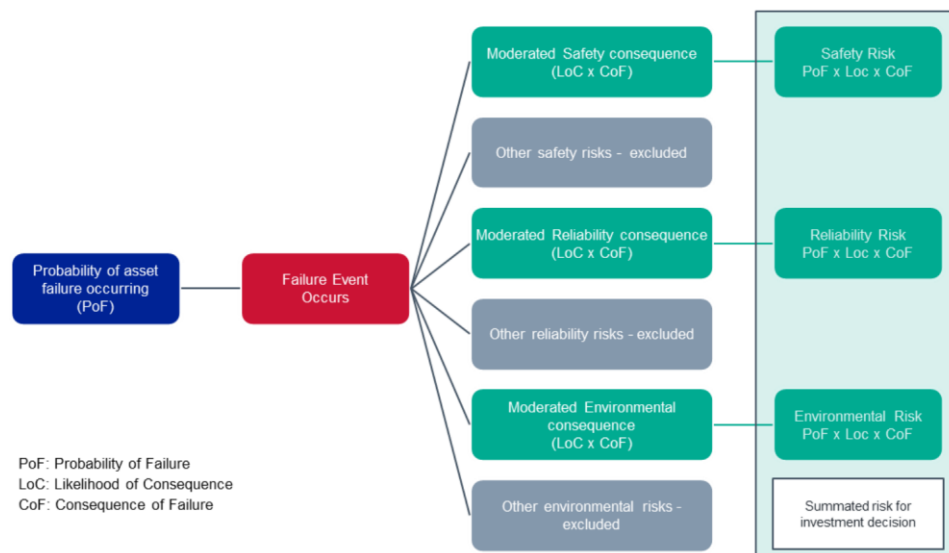 Probability of asset
failure occurring
(PoF)
Failure Event
Occurs
Moderated Safety consequence
(LoC x CoF)
Other safety risks - excluded
Moderated Reliability consequence
(LoC x CoF)
Other reliability risks - excluded
Moderated Environmental
consequence
(LoC x CoF)
Other environmental risks -
excluded
Safety Risk
PoF x Loc x CoF
Reliability Risk
PoF x Loc x CoF
Environmental Risk
PoF x Loc x CoF
Summated risk for
investment decision
PoF: Probability of Failure
LoC: Likelihood of Consequence
CoF: Consequence of Failure